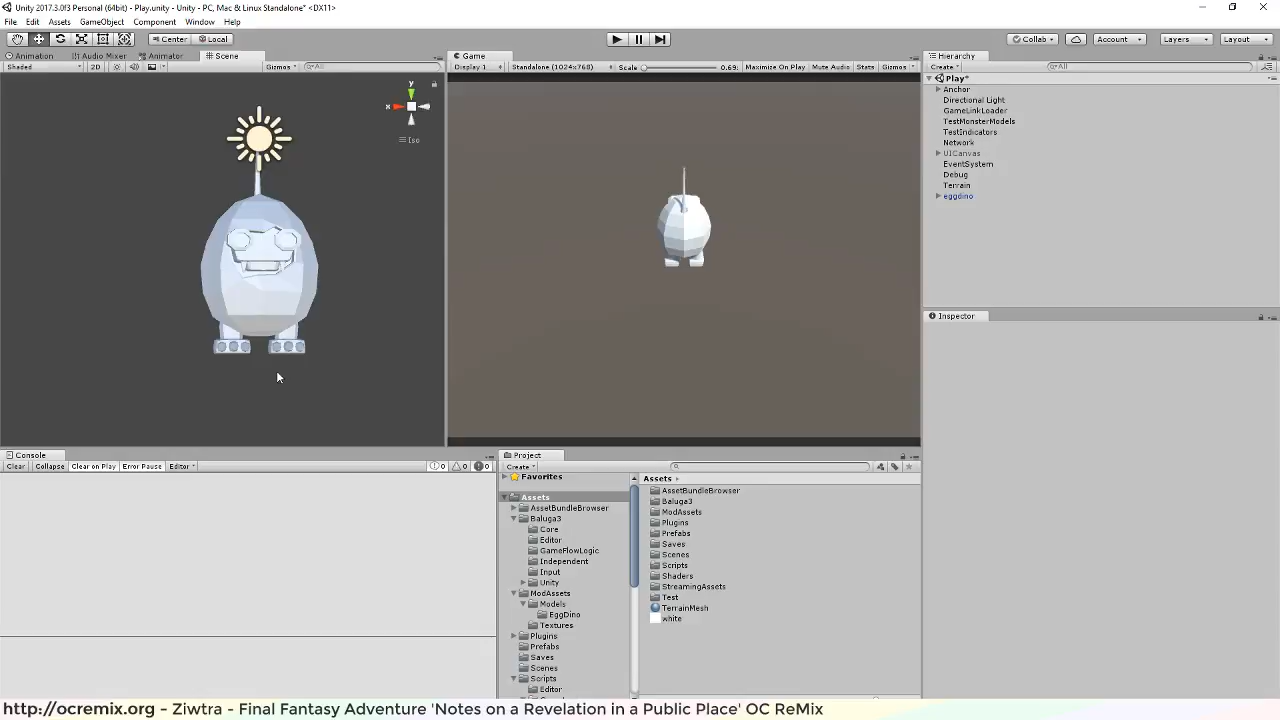 Unity 2017.3.0f3 Personal (64bit) - Play.unity - Unity - PC, Mac & Linux Standalone* <DX11>
File Edit Assets GameObject Component Window Help
Center Local
Collab Account Layers Layout
Animation Audio Mixer Animator Scene
Shaded 2D Gizmos All
y
x
Iso
Game
Display 1 Standalone (1024x768) Scale 0.69: Maximize On Play Mute Audio Stats Gizmos
Hierarchy
Create All
Play*
Anchor
Directional Light
GameLinkLoader
TestMonsterModels
TestIndicators
Network
UICanvas
EventSystem
Debug
Terrain
eggdino
Inspector
Console
Clear Collapse Clear on Play Error Pause Editor 0 0 0
Project
Create
Favorites
Assets
AssetBundleBrowser
Baluga3
Core
Editor
GameFlowLogic
Independent
Input
Unity
ModAssets
Models
EggDino
Textures
Plugins
Prefabs
Saves
Scenes
Scripts
Editor
Assets
AssetBundleBrowser
Baluga3
ModAssets
Plugins
Prefabs
Saves
Scenes
Scripts
Shaders
StreamingAssets
Test
TerrainMesh
white
http://ocremix.org - Ziwtra - Final Fantasy Adventure 'Notes on a Revelation in a Public Place' OC ReMix